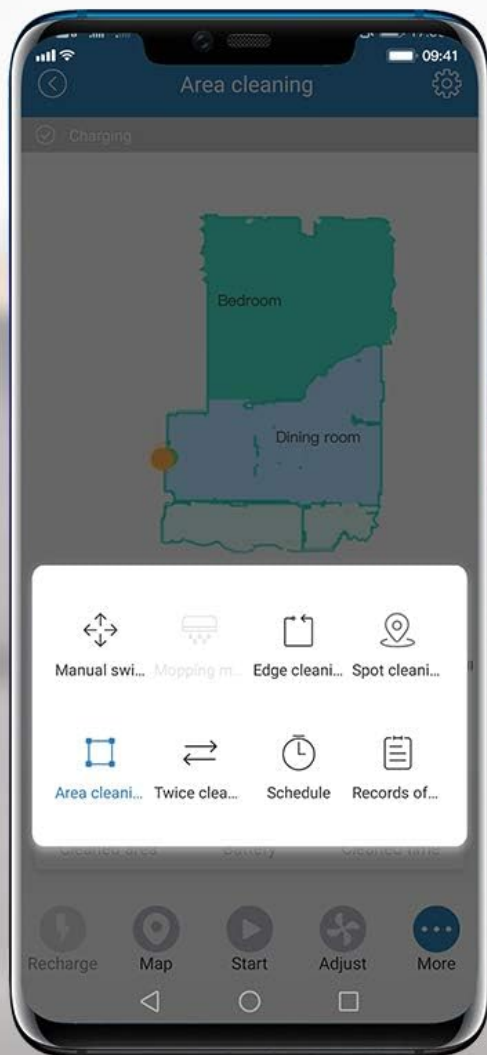 09:41
Area cleaning
Charging
Bedroom
Dining room
Manual swi... Mopping m... Edge cleani... Spot cleani...
Area cleani... Twice clea... Schedule Records of...
Cleaned area Battery Cleaned time
Recharge Map Start Adjust More